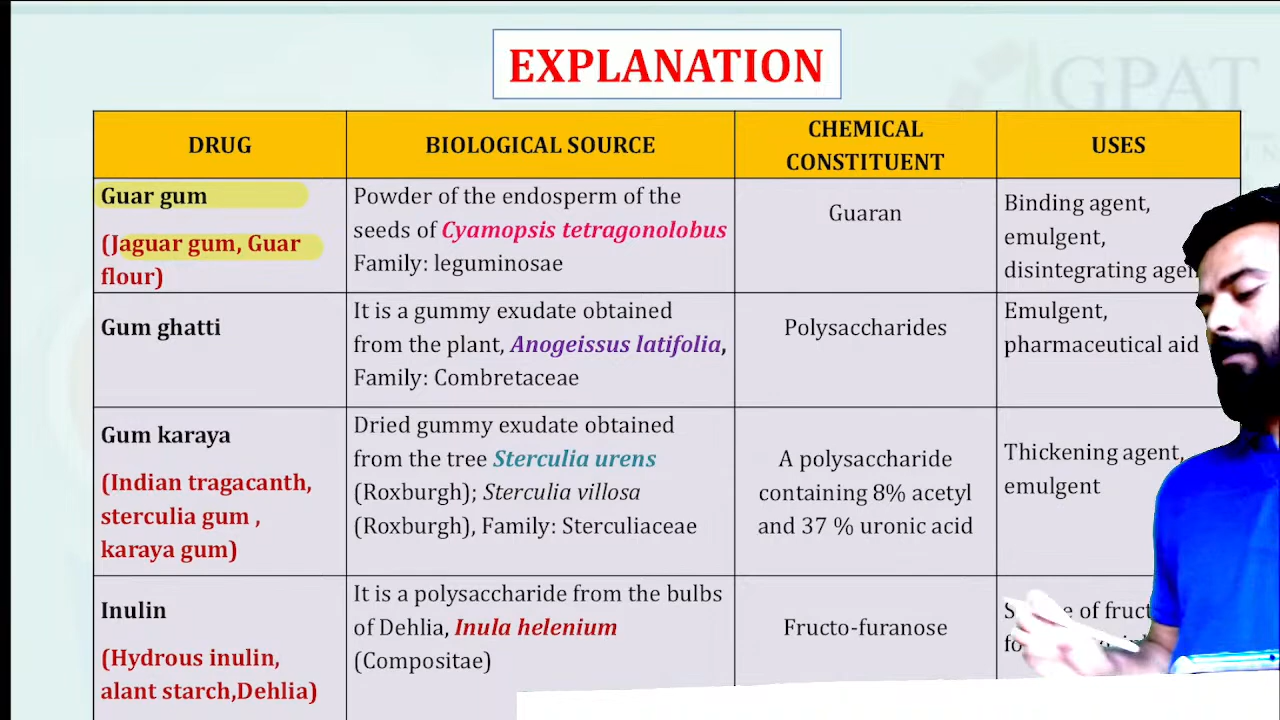 EXPLANATION
GPAT
DRUG
BIOLOGICAL SOURCE
CHEMICAL
CONSTITUENT
USES
Guar gum
(Jaguar gum, Guar
flour)
Powder of the endosperm of the
seeds of Cyamopsis tetragonolobus
Family: leguminosae
Guaran
Binding agent,
emulgent,
disintegrating
Gum ghatti
It is a gummy exudate obtained
from the plant, Anogeissus latifolia,
Family: Combretaceae
Polysaccharides
Emulgent,
pharmaceutical aid
Gum karaya
(Indian tragacanth,
sterculia gum ,
karaya gum)
Dried gummy exudate obtained
from the tree Sterculia urens
(Roxburgh); Sterculia villosa
(Roxburgh), Family: Sterculiaceae
A polysaccharide
containing 8% acetyl
and 37 % uronic acid
Thickening agent,
emulgent
Inulin
(Hydrous inulin,
alant starch,Dehlia)
It is a polysaccharide from the bulbs
of Dehlia, Inula helenium
(Compositae)
Fructo-furanose
of